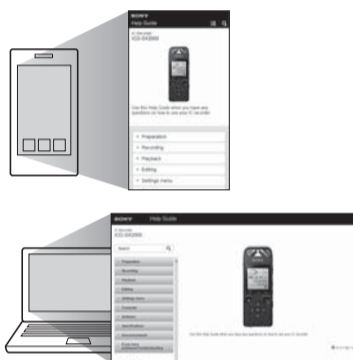 SONY
Help Guide
IC Recorder
ICD-SX2000
Use this Help Guide when you have any
questions on how to use your IC recorder.
Preparation
Recording
Playback
Editing
Settings menu
SONY Help Guide
IC Recorder
ICD-SX2000
Search
Preparation
Recording
Playback
Editing
Settings menu
Computer
Software
Specifications
Announcements
Troubleshooting
Use this Help Guide when you have any questions on how to use your IC recorder.